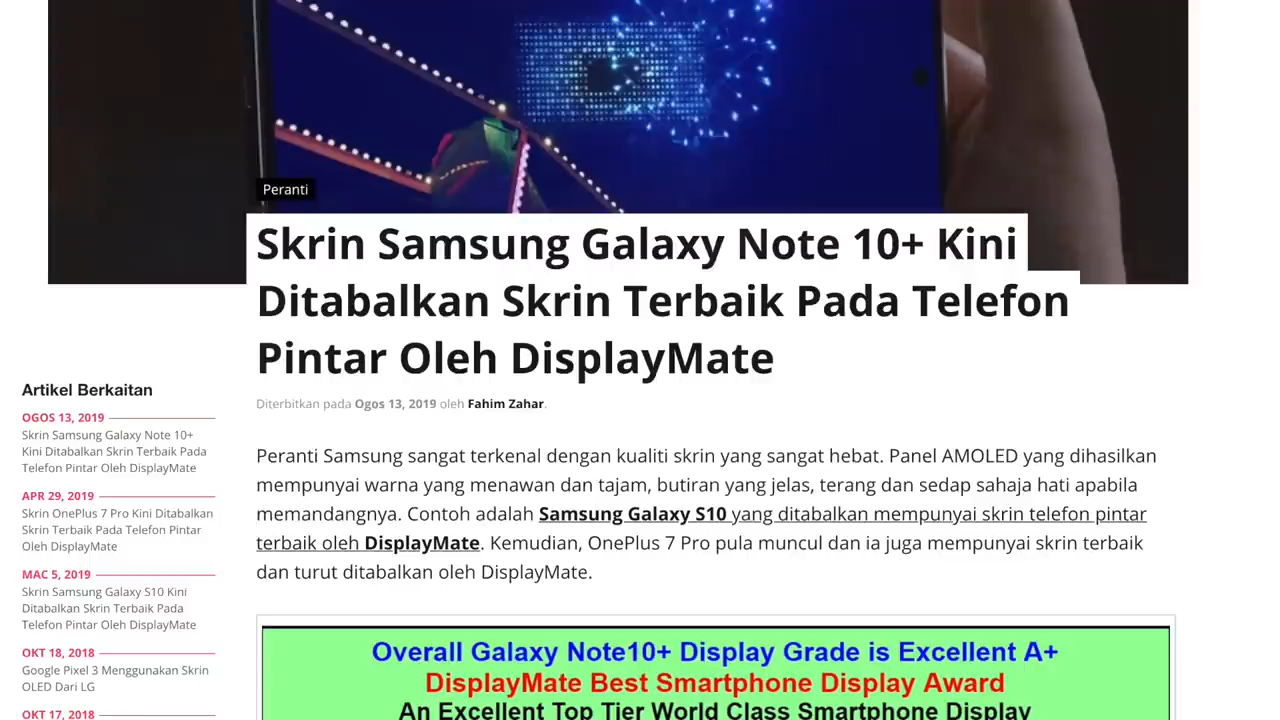 Peranti
Skrin Samsung Galaxy Note 10+ Kini
Ditabalkan Skrin Terbaik Pada Telefon
Pintar Oleh DisplayMate
Diterbitkan pada Ogos 13, 2019 oleh Fahim Zahar.
Artikel Berkaitan
OGOS 13, 2019
Skrin Samsung Galaxy Note 10+
Kini Ditabalkan Skrin Terbaik Pada
Telefon Pintar Oleh DisplayMate
APR 29, 2019
Skrin OnePlus 7 Pro Kini Ditabalkan
Skrin Terbaik Pada Telefon Pintar
Oleh DisplayMate
MAC 5, 2019
Skrin Samsung Galaxy S10 Kini
Ditabalkan Skrin Terbaik Pada
Telefon Pintar Oleh DisplayMate
OKT 18, 2018
Google Pixel 3 Menggunakan Skrin
OLED Dari LG
OKT 17, 2018
Peranti Samsung sangat terkenal dengan kualiti skrin yang sangat hebat. Panel AMOLED yang dihasilkan
mempunyai warna yang menawan dan tajam, butiran yang jelas, terang dan sedap sahaja hati apabila
memandangnya. Contoh adalah Samsung Galaxy S10 yang ditabalkan mempunyai skrin telefon pintar
terbaik oleh DisplayMate. Kemudian, OnePlus 7 Pro pula muncul dan ia juga mempunyai skrin terbaik
dan turut ditabalkan oleh DisplayMate.
Overall Galaxy Note10+ Display Grade is Excellent A+
DisplayMate Best Smartphone Display Award
An Excellent Top Tier World Class Smartphone Display